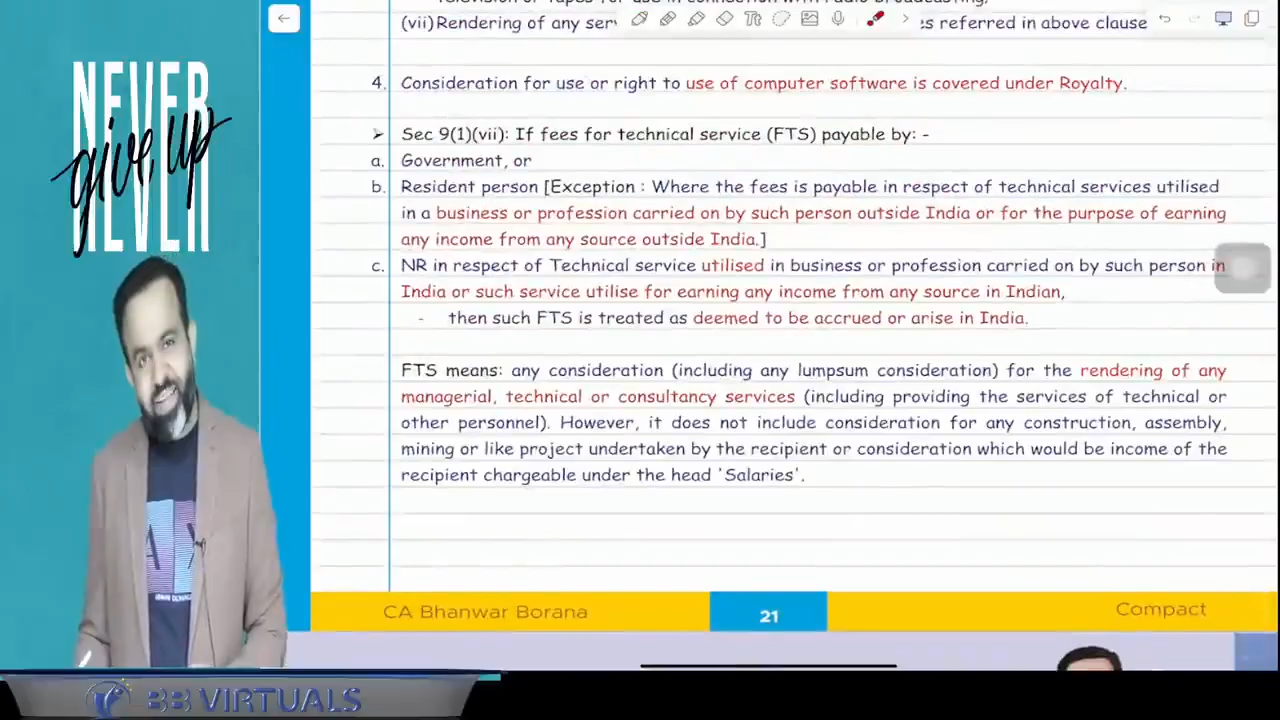 (vii)Rendering of any ser
s referred in above clause
NEVER
give up
NEVER
4. Consideration for use or right to use of computer software is covered under Royalty.
➢ Sec 9(1)(vii): If fees for technical service (FTS) payable by: -
a. Government, or
b. Resident person [Exception : Where the fees is payable in respect of technical services utilised
in a business or profession carried on by such person outside India or for the purpose of earning
any income from any source outside India.]
c. NR in respect of Technical service utilised in business or profession carried on by such person in
India or such service utilise for earning any income from any source in Indian,
- then such FTS is treated as deemed to be accrued or arise in India.
FTS means: any consideration (including any lumpsum consideration) for the rendering of any
managerial, technical or consultancy services (including providing the services of technical or
other personnel). However, it does not include consideration for any construction, assembly,
mining or like project undertaken by the recipient or consideration which would be income of the
recipient chargeable under the head 'Salaries'.
CA Bhanwar Borana
21
Compact
BB VIRTUALS